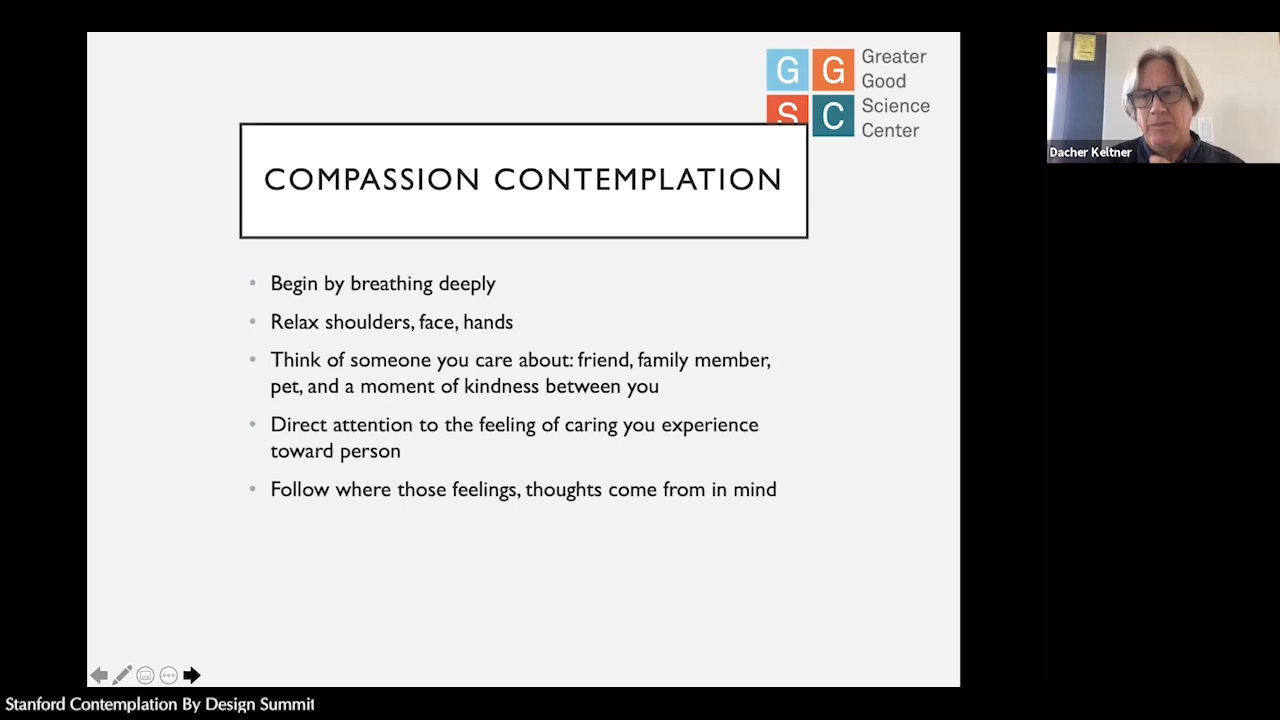 G G
S C
Greater
Good
Science
Center
COMPASSION CONTEMPLATION
• Begin by breathing deeply
• Relax shoulders, face, hands
• Think of someone you care about: friend, family member,
pet, and a moment of kindness between you
• Direct attention to the feeling of caring you experience
toward person
• Follow where those feelings, thoughts come from in mind
Dacher Keltner
Stanford Contemplation By Design Summit